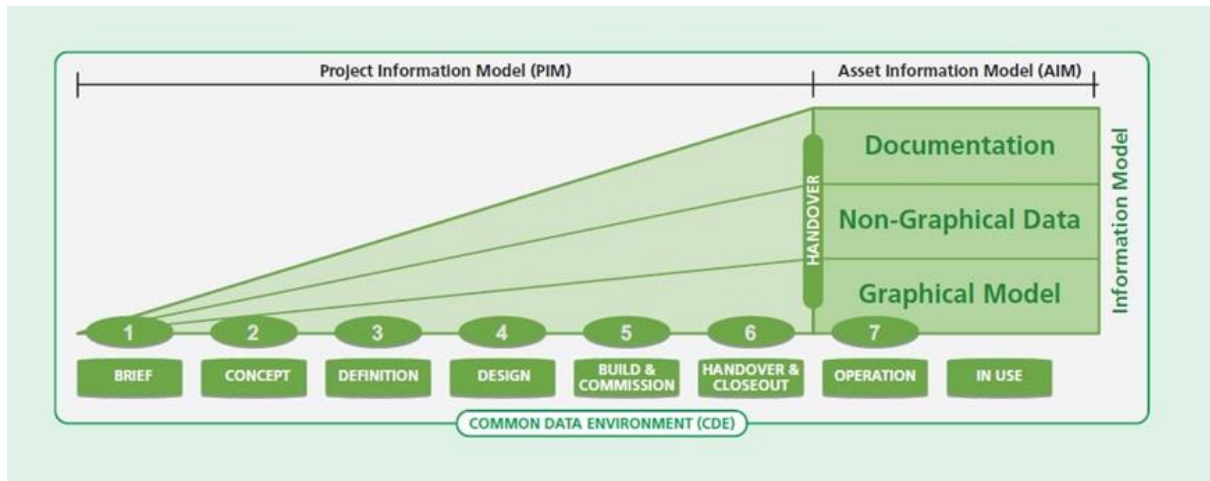 Project Information Model (PIM)
Asset Information Model (AIM)
Documentation
Non-Graphical Data
Graphical Model
HANDOVER
Information Model
1
2
3
4
5
6
7
BRIEF
CONCEPT
DEFINITION
DESIGN
BUILD &
COMMISSION
HANDOVER &
CLOSEOUT
OPERATION
IN USE
COMMON DATA ENVIRONMENT (CDE)